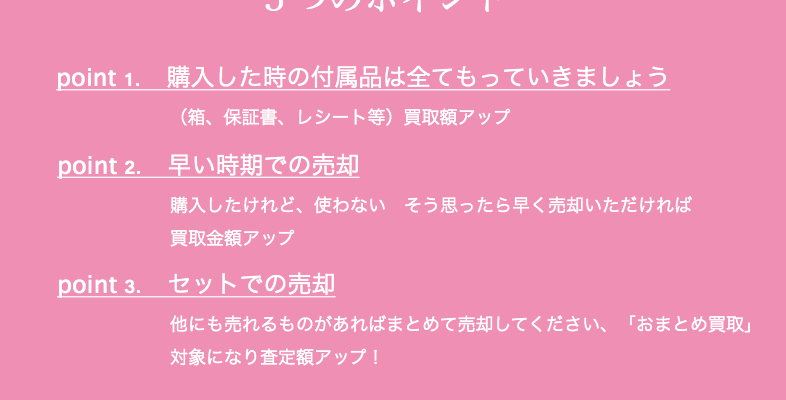 つのポイント
point 1. 購入した時の付属品は全てもっていきましょう
（箱、保証書、レシート等）買取額アップ
point 2. 早い時期での売却
購入したけれど、使わない　そう思ったら早く売却いただければ
買取金額アップ
point 3. セットでの売却
他にも売れるものがあればまとめて売却してください、「おまとめ買取」
対象になり査定額アップ！